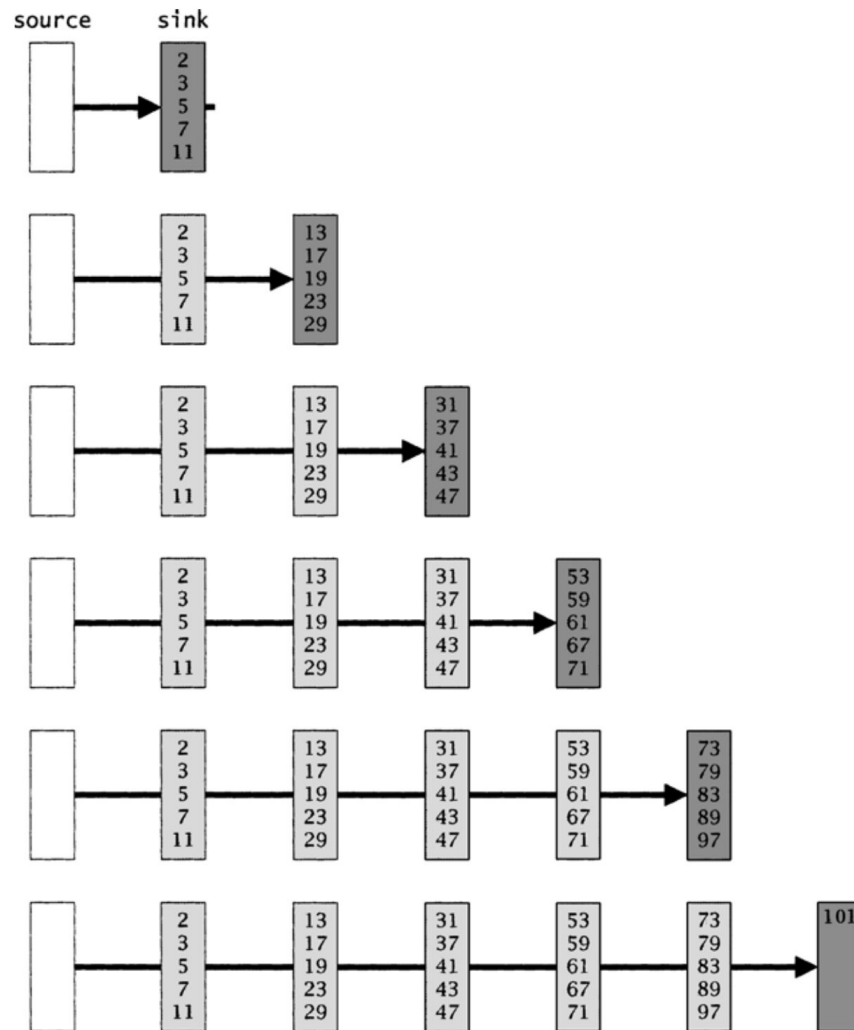 source sink
2
3
5
7
11
2 13
3 17
5 19
7 23
11 29
2 13 31
3 17 37
5 19 41
7 23 43
11 29 47
2 13 31 53
3 17 37 59
5 19 41 61
7 23 43 67
11 29 47 71
2 13 31 53 73
3 17 37 59 79
5 19 41 61 83
7 23 43 67 89
11 29 47 71 97
2 13 31 53 73 101
3 17 37 59 79
5 19 41 61 83
7 23 43 67 89
11 29 47 71 97